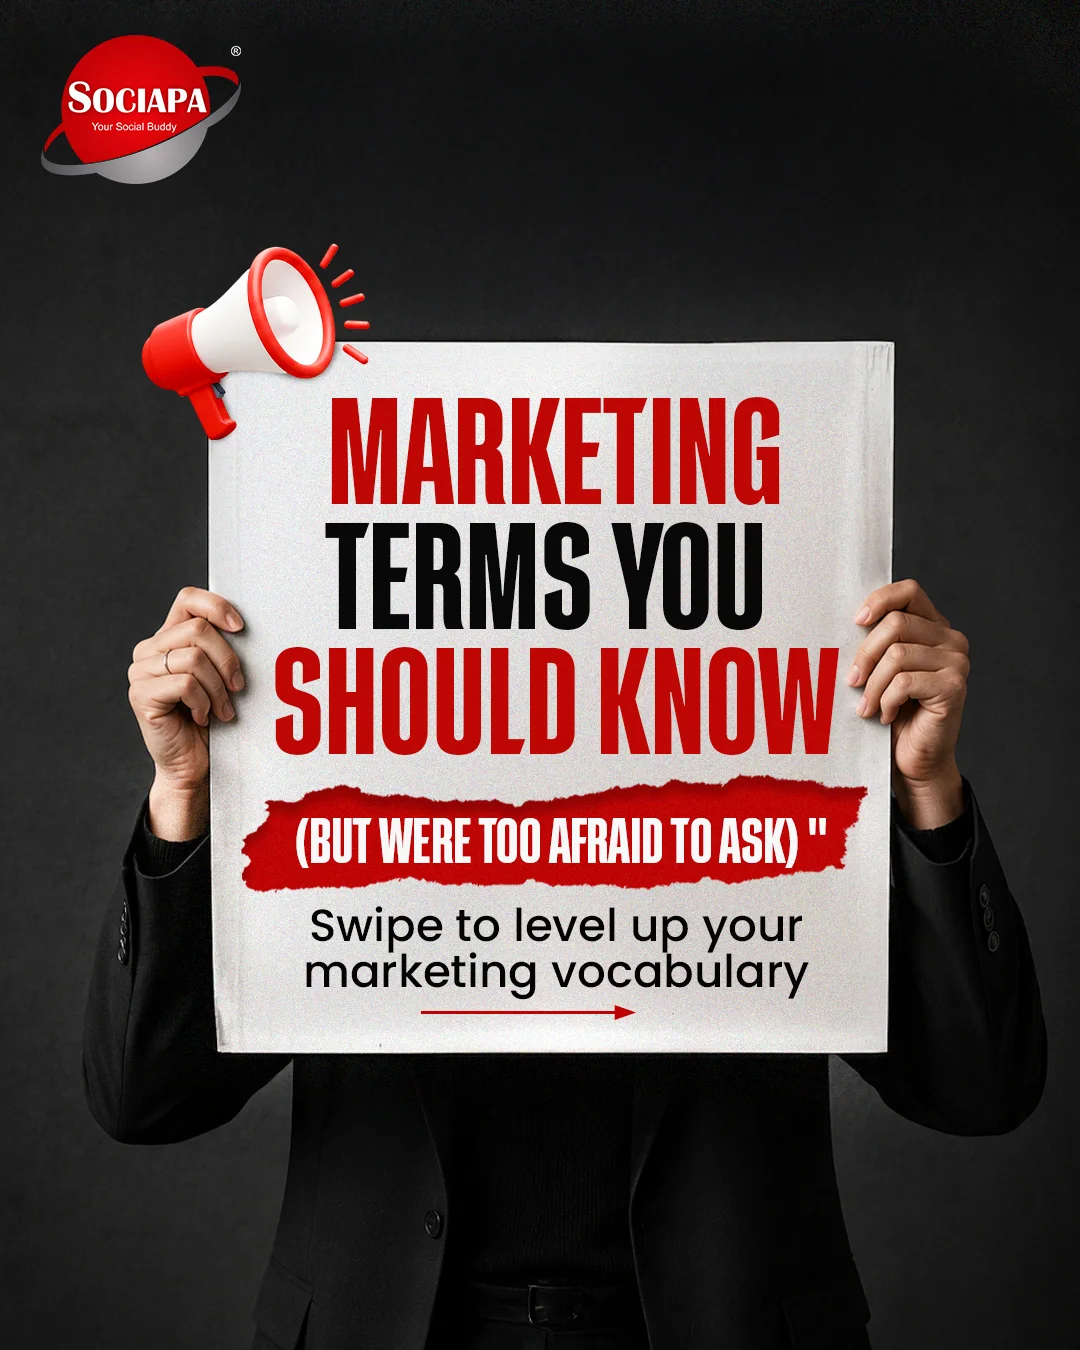 ®
SOCIAPA
Your Social Buddy
MARKETING
TERMS YOU
SHOULD KNOW
(BUT WERE TOO AFRAID TO ASK) "
Swipe to level up your
marketing vocabulary